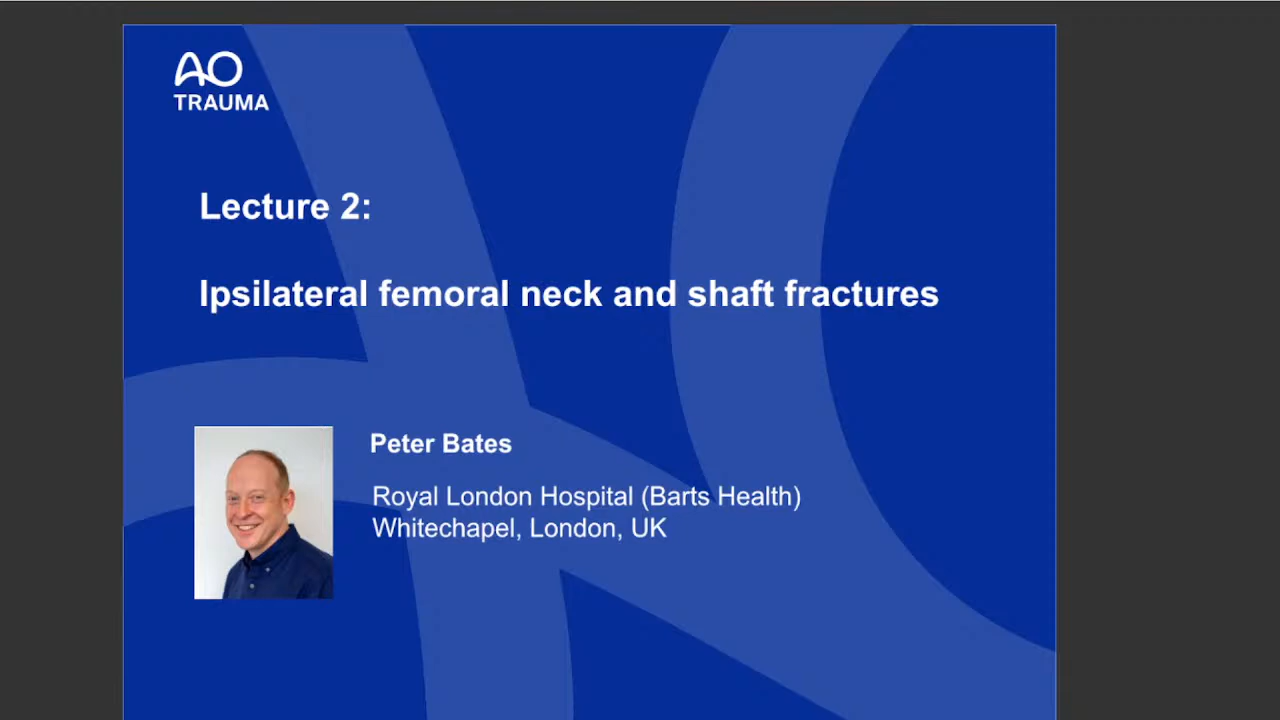 AO
TRAUMA
Lecture 2:
Ipsilateral femoral neck and shaft fractures
Peter Bates
Royal London Hospital (Barts Health)
Whitechapel, London, UK